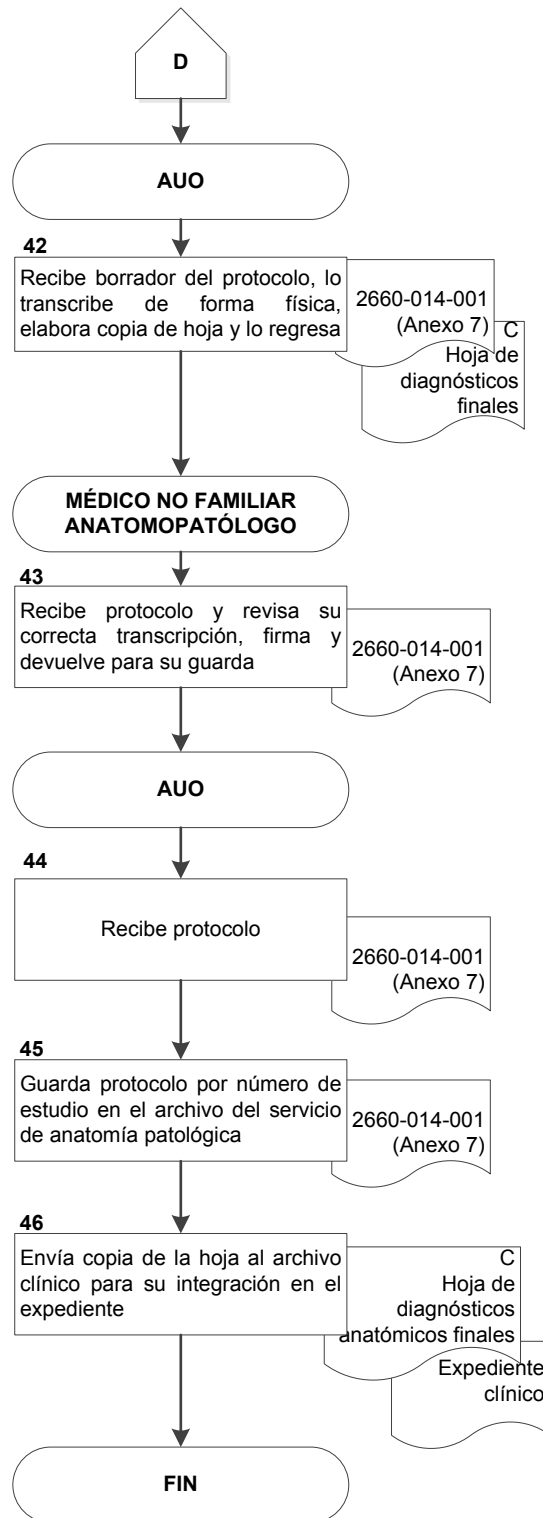 D
AUO
42
Recibe borrador del protocolo, lo
transcribe de forma física,
elabora copia de hoja y lo regresa
2660-014-001
(Anexo 7)
C
Hoja de
diagnósticos
finales
MÉDICO NO FAMILIAR
ANATOMOPATÓLOGO
43
Recibe protocolo y revisa su
correcta transcripción, firma y
devuelve para su guarda
2660-014-001
(Anexo 7)
AUO
44
Recibe protocolo
2660-014-001
(Anexo 7)
45
Guarda protocolo por número de
estudio en el archivo del servicio
de anatomía patológica
2660-014-001
(Anexo 7)
46
Envía copia de la hoja al archivo
clínico para su integración en el
expediente
C
Hoja de
diagnósticos
anatómicos finales
Expediente
clínico
FIN